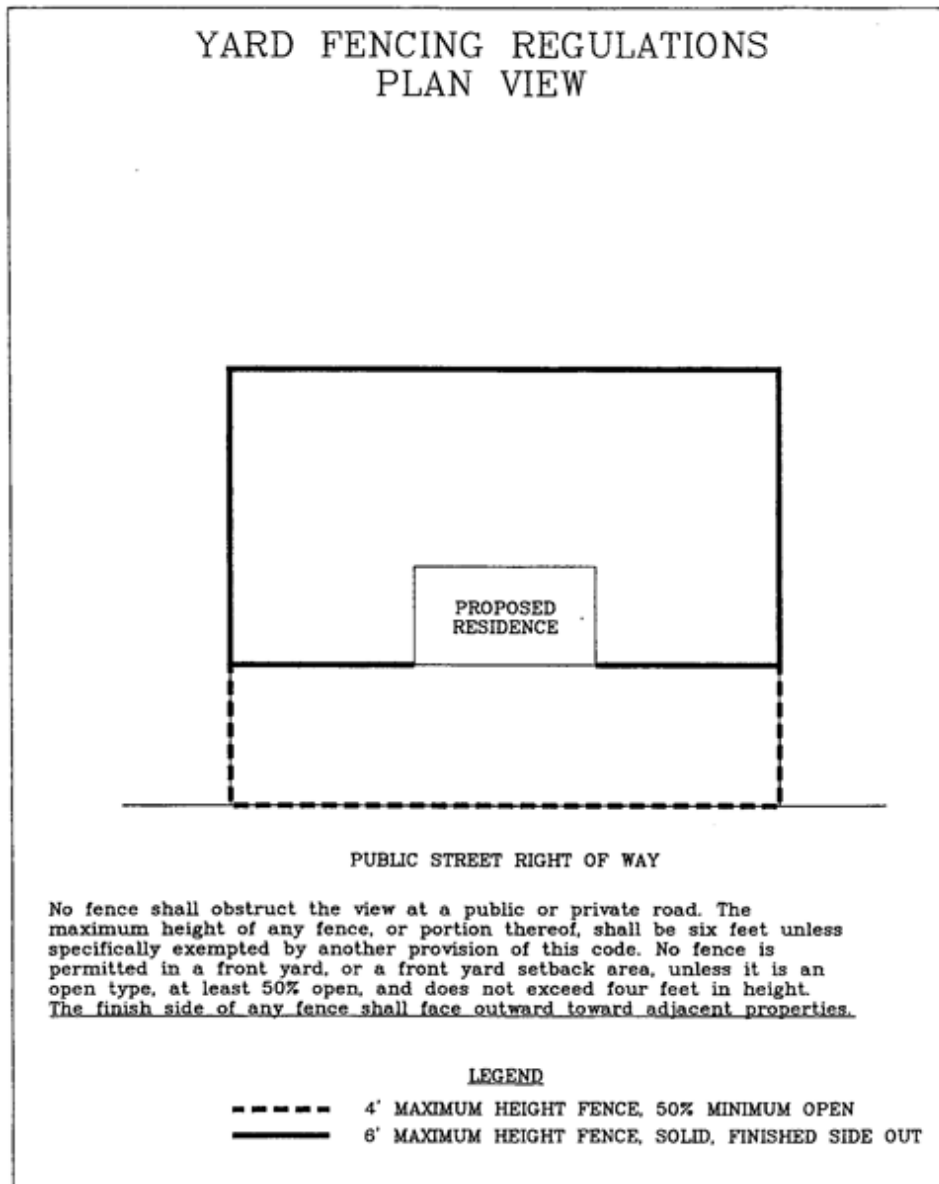 YARD FENCING REGULATIONS
PLAN VIEW
PROPOSED
RESIDENCE
PUBLIC STREET RIGHT OF WAY
No fence shall obstruct the view at a public or private road. The
maximum height of any fence, or portion thereof, shall be six feet unless
specifically exempted by another provision of this code. No fence is
permitted in a front yard, or a front yard setback area, unless it is an
open type, at least 50% open, and does not exceed four feet in height.
The finish side of any fence shall face outward toward adjacent properties.
LEGEND
4' MAXIMUM HEIGHT FENCE, 50% MINIMUM OPEN
6' MAXIMUM HEIGHT FENCE, SOLID, FINISHED SIDE OUT